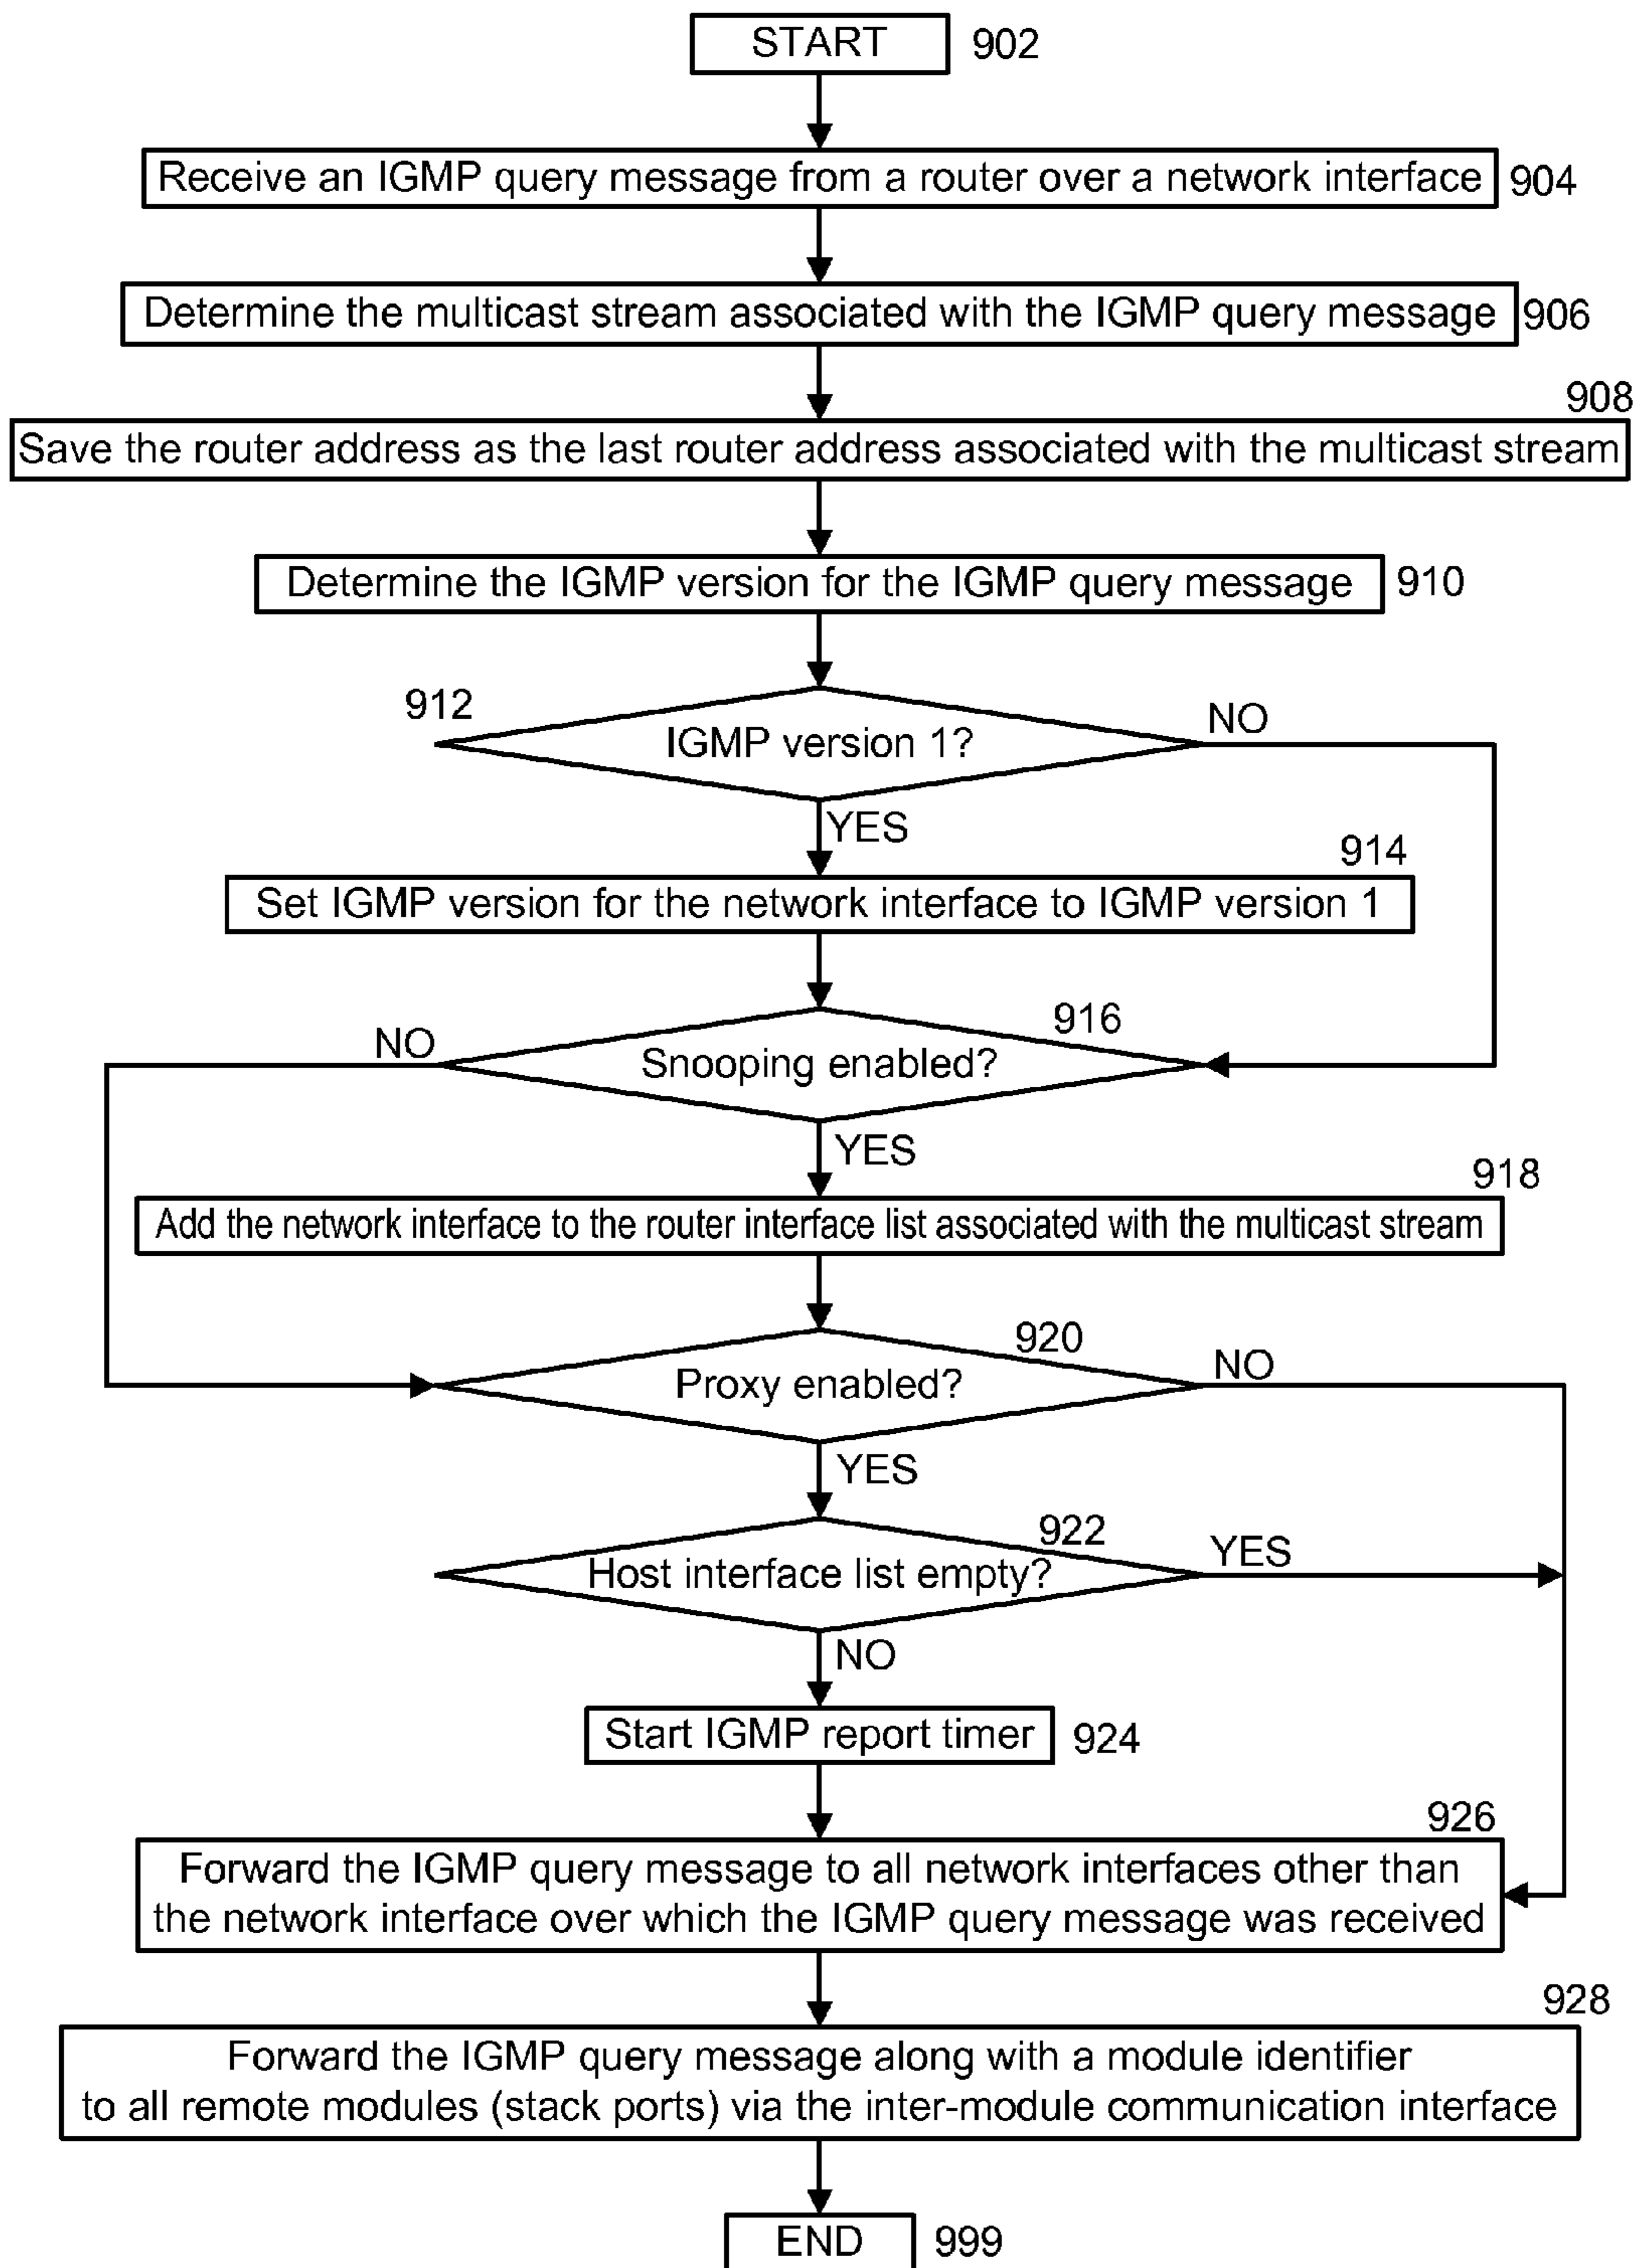 START 902
Receive an IGMP query message from a router over a network interface 904
Determine the multicast stream associated with the IGMP query message 906
908
Save the router address as the last router address associated with the multicast stream
Determine the IGMP version for the IGMP query message 910
912
NO
IGMP version 1?
YES
914
Set IGMP version for the network interface to IGMP version 1
916
NO
Snooping enabled?
YES
918
Add the network interface to the router interface list associated with the multicast stream
920
NO
Proxy enabled?
YES
922
YES
Host interface list empty?
NO
Start IGMP report timer 924
926
Forward the IGMP query message to all network interfaces other than
the network interface over which the IGMP query message was received
928
Forward the IGMP query message along with a module identifier
to all remote modules (stack ports) via the inter-module communication interface
END 999